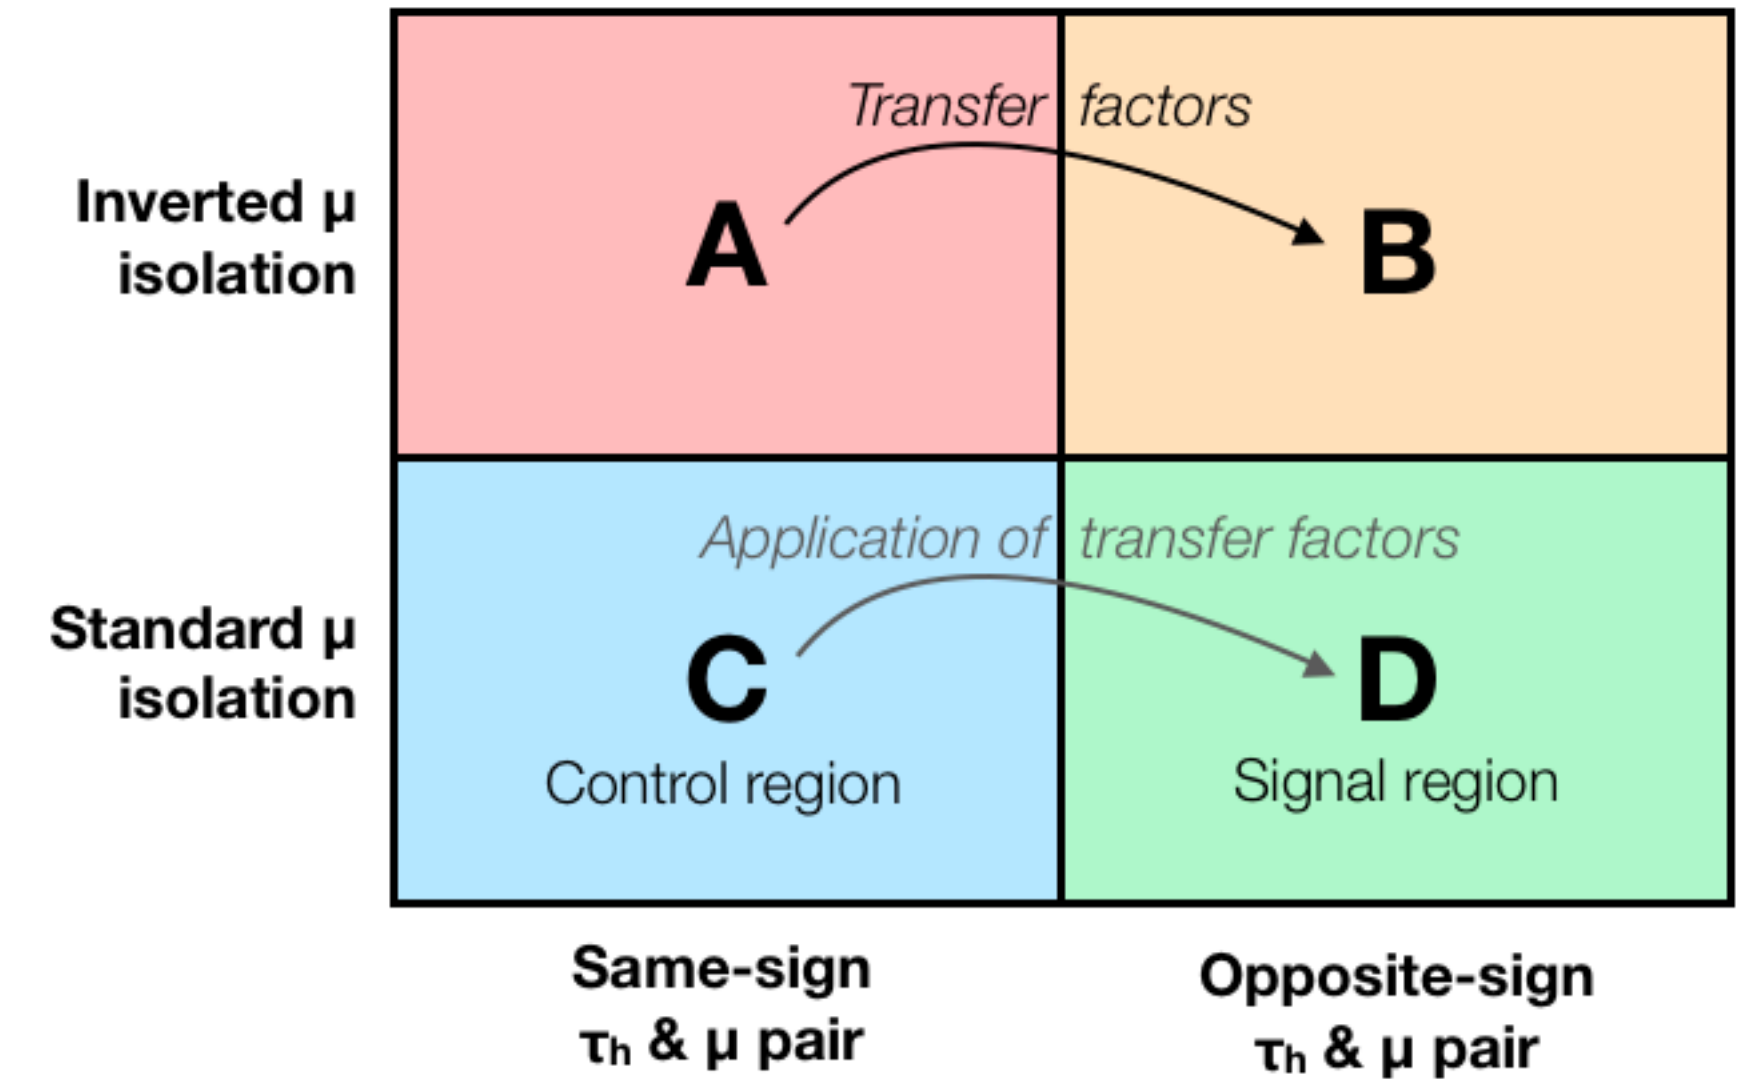 Transfer factors
Inverted μ
isolation
A
B
Application of transfer factors
Standard μ
isolation
C
D
Control region
Signal region
Same-sign
τh & μ pair
Opposite-sign
τh & μ pair